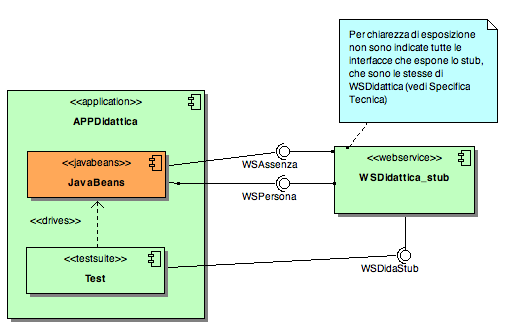 Per chiarezza di esposizione
non sono indicate tutte le
interfacce che espone lo stub,
che sono le stesse di
WSDidattica (vedi Specifica
Tecnica)
<<application>>
APPDidattica
<<javabeans>>
JavaBeans
WSAssenza
<<webservice>>
WSDidattica_stub
WSPersona
<<drives>>
<<testsuite>>
Test
WSDidaStub